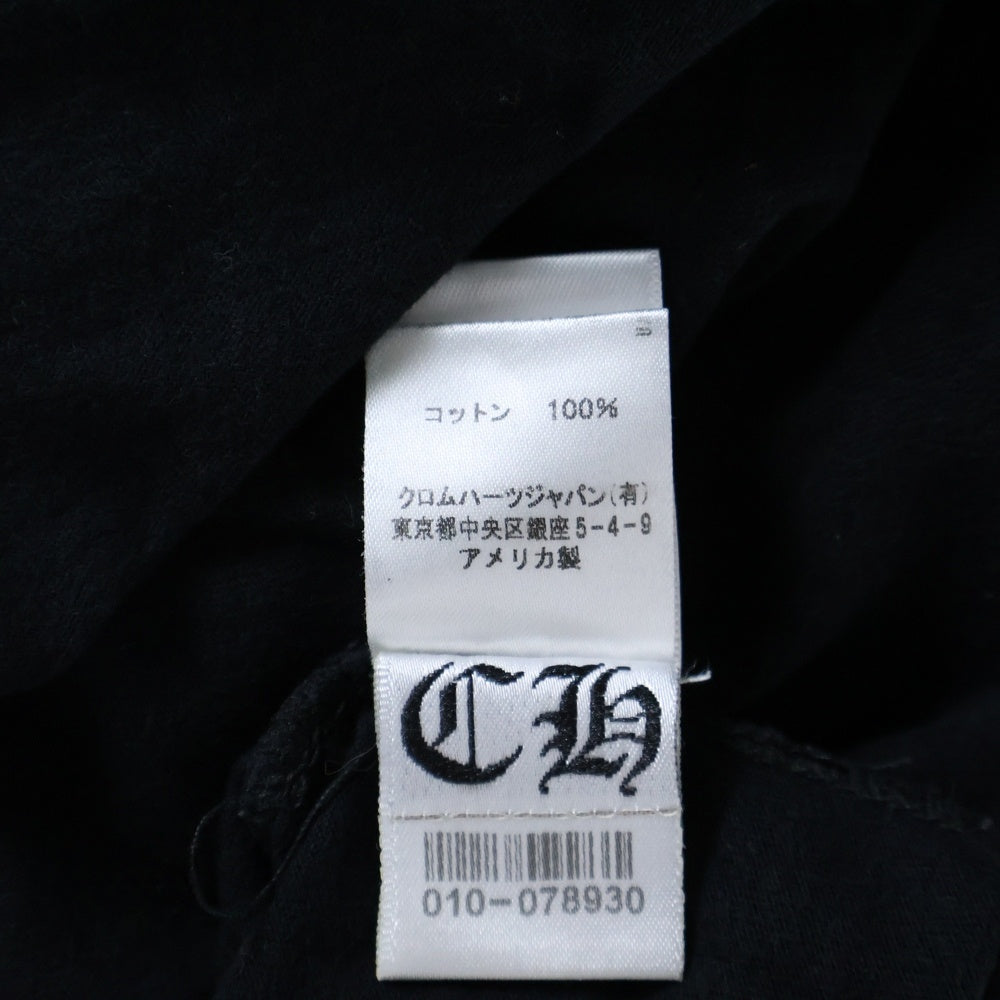 コットン 100%
クロムハーツジャパン(有)
東京都中央区銀座5-4-9
アメリカ製
CH
010-078930